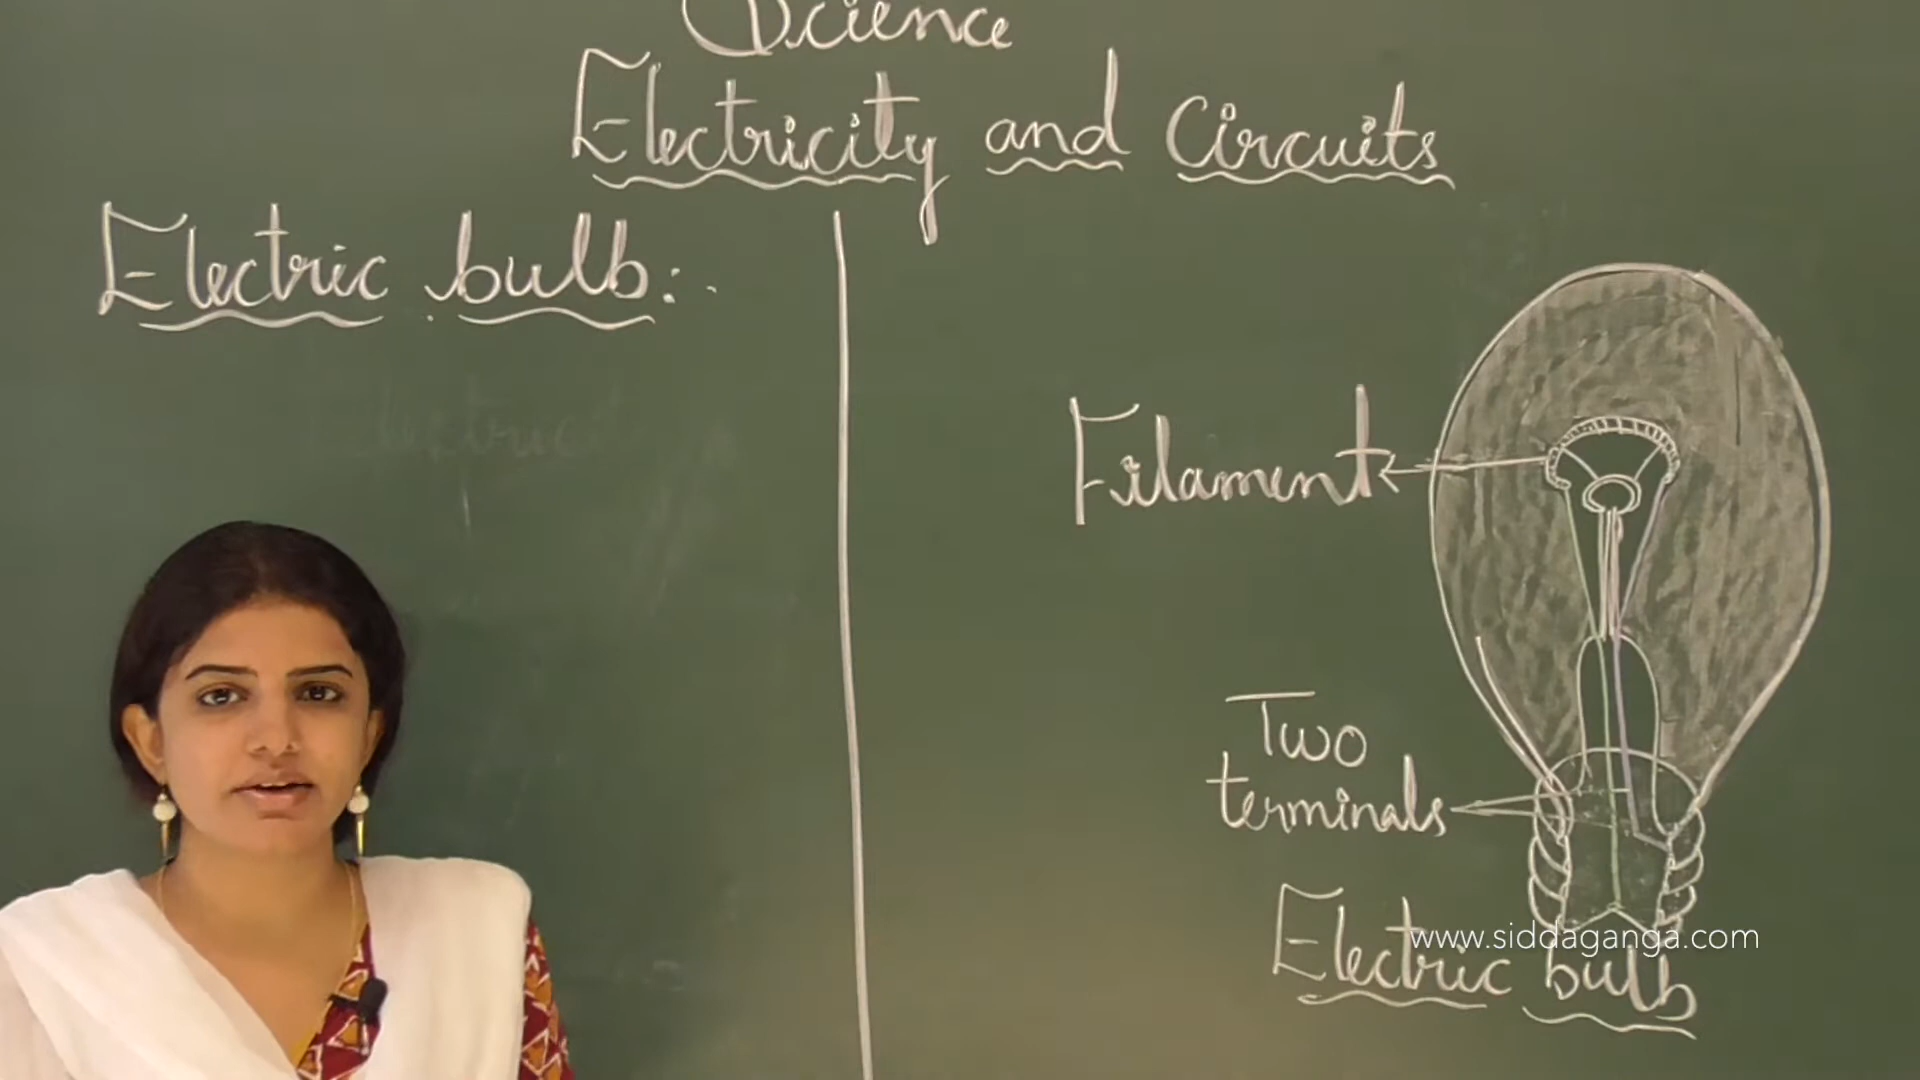 Science
Electricity and Circuits
Electric bulb:
Filament
Two
terminals
www.siddaganga.com
Electric bulb